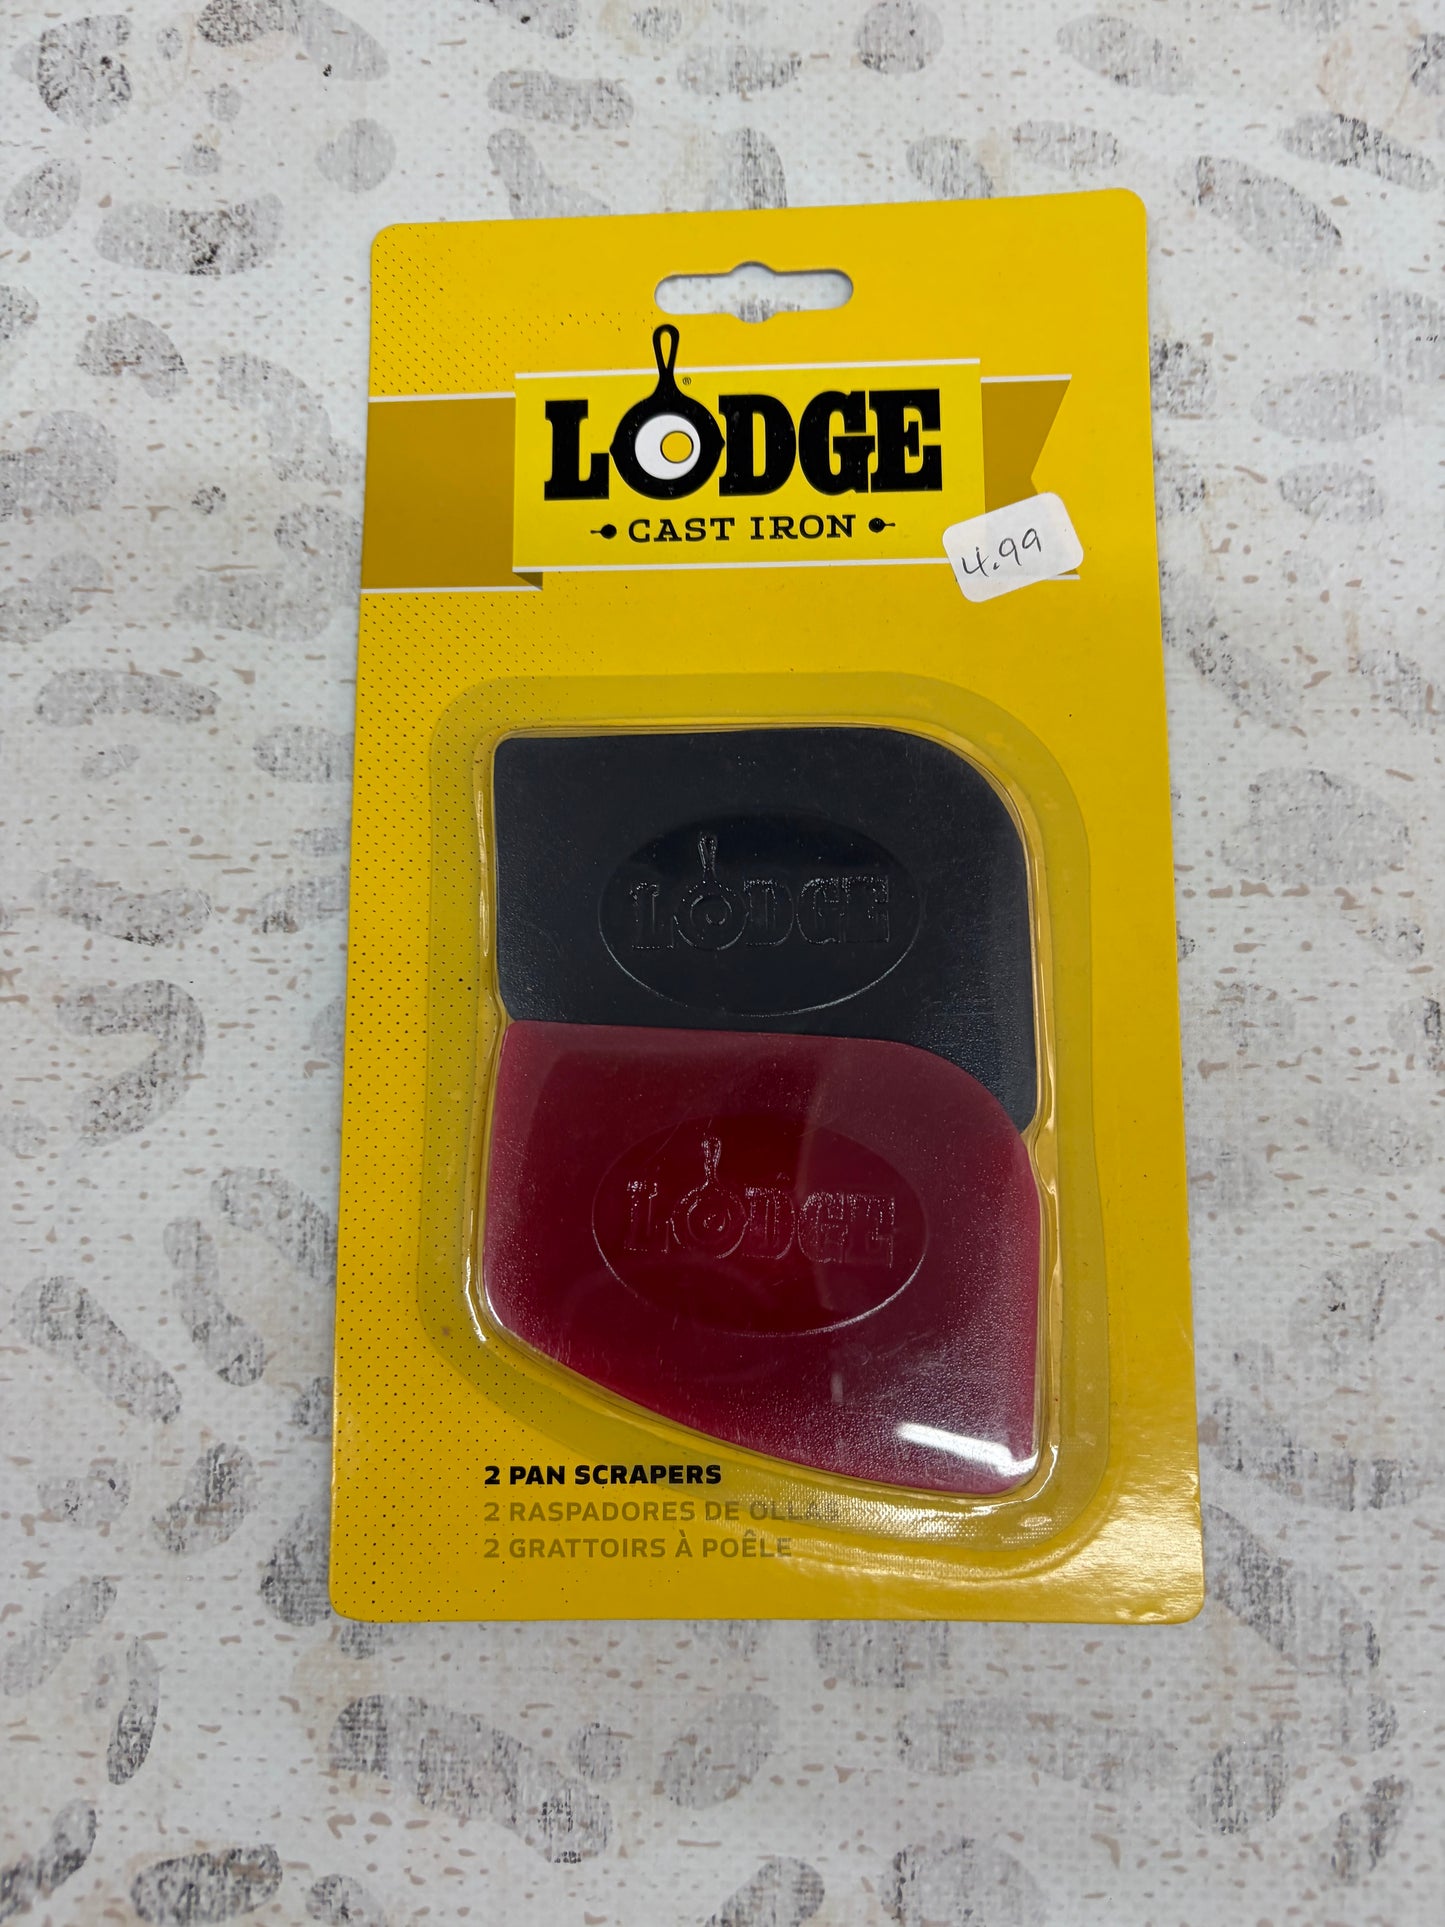 LODGE®
CAST IRON
4.99
LODGE
LODGE
2 PAN SCRAPERS
2 RASPADORES DE OLLAS
2 GRATTOIRS À POÊLE